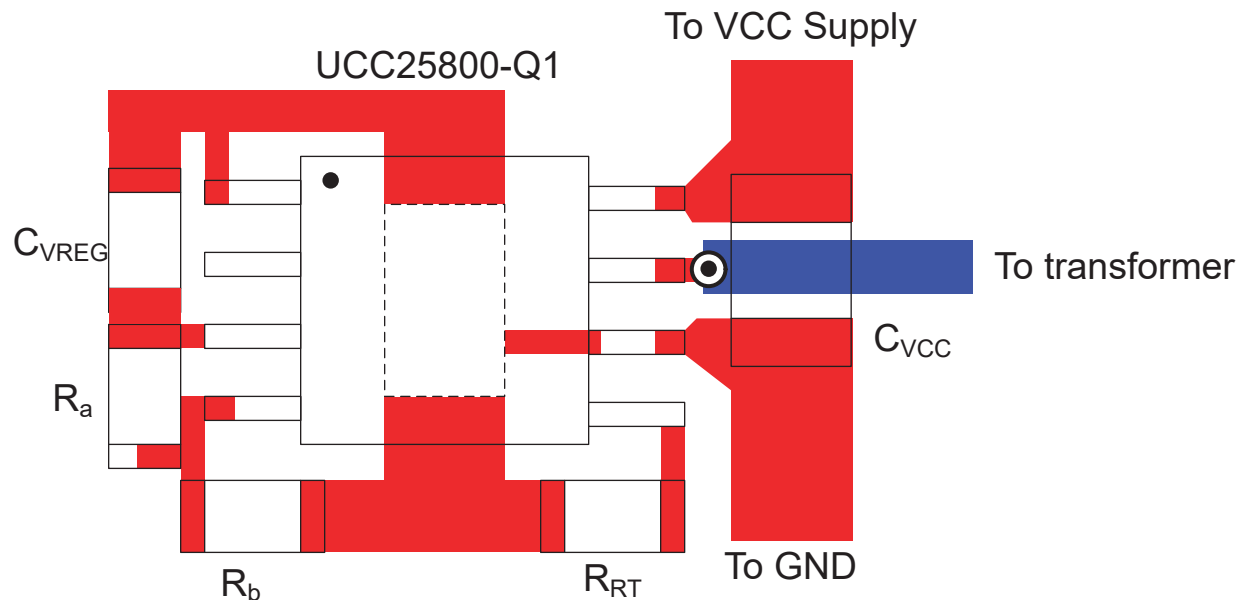 To VCC Supply
UCC25800-Q1
CVREG
To transformer
CVCC
Ra
To GND
Rb
RRT